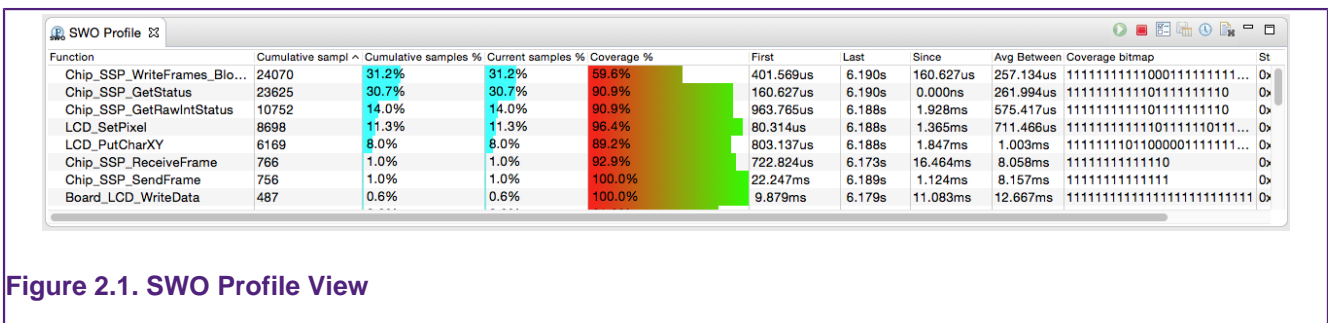 SWO Profile
Function Cumulative sampl Cumulative samples % Current samples % Coverage % First Last Since Avg Between Coverage bitmap St
Chip_SSP_WriteFrames_Blo... 24070 31.2% 31.2% 59.6% 401.569us 6.190s 160.627us 257.134us 11111111111000111111111... 0x
Chip_SSP_GetStatus 23625 30.7% 30.7% 90.9% 160.627us 6.190s 0.000ns 261.994us 1111111111101111111110 0x
Chip_SSP_GetRawIntStatus 10752 14.0% 14.0% 90.9% 963.765us 6.188s 1.928ms 575.417us 1111111111101111111110 0x
LCD_SetPixel 8698 11.3% 11.3% 96.4% 80.314us 6.188s 1.365ms 711.466us 11111111111101111110111... 0x
LCD_PutCharXY 6169 8.0% 8.0% 89.2% 803.137us 6.188s 1.847ms 1.003ms 11111111011000001111111... 0x
Chip_SSP_ReceiveFrame 766 1.0% 1.0% 92.9% 722.824us 6.173s 16.464ms 8.058ms 11111111111110 0x
Chip_SSP_SendFrame 756 1.0% 1.0% 100.0% 22.247ms 6.189s 1.124ms 8.157ms 11111111111111 0x
Board_LCD_WriteData 487 0.6% 0.6% 100.0% 9.879ms 6.179s 11.083ms 12.667ms 1111111111111111111111111 0x
Figure 2.1. SWO Profile View